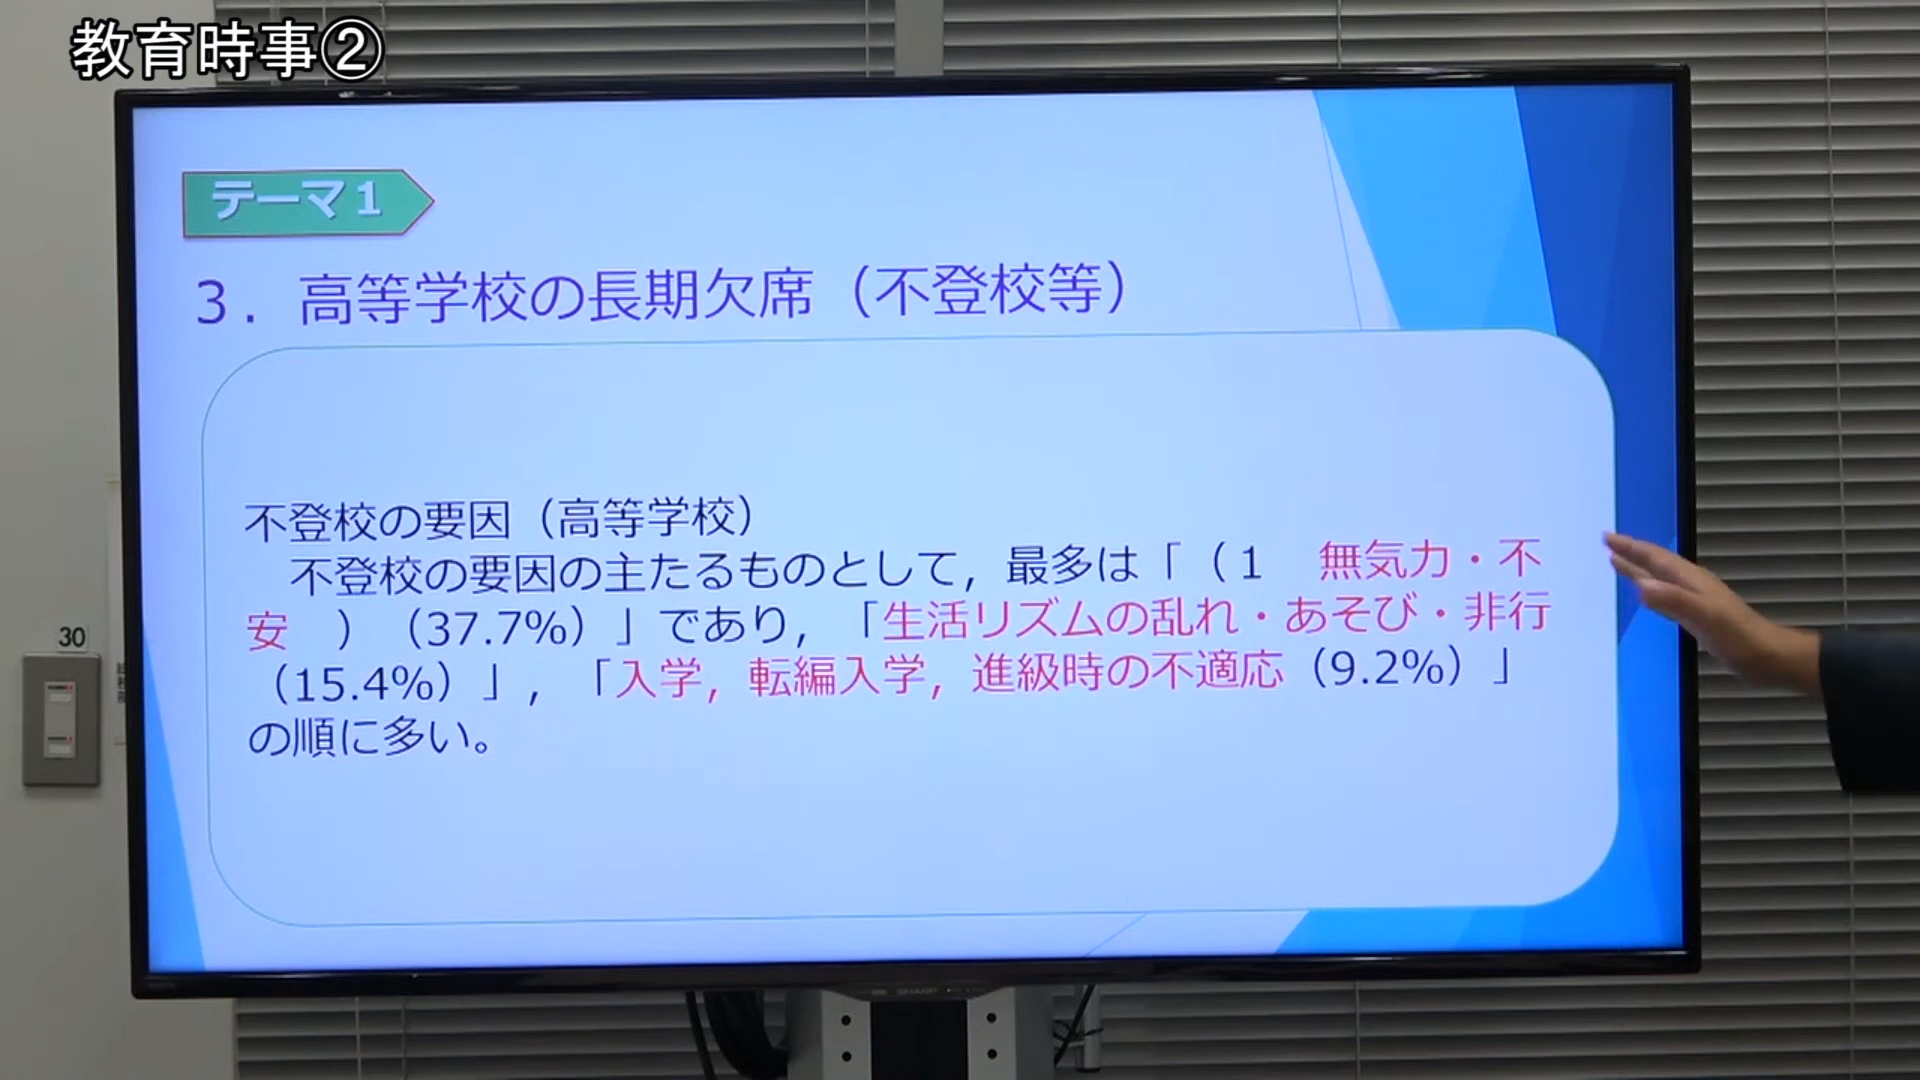 教育時事②
テーマ１
３．高等学校の長期欠席（不登校等）
不登校の要因（高等学校）
不登校の要因の主たるものとして，最多は「（１　無気力・不
安　）（37.7%）」であり，「生活リズムの乱れ・あそび・非行
（15.4%）」，「入学，転編入学，進級時の不適応（9.2%）」
の順に多い。
30